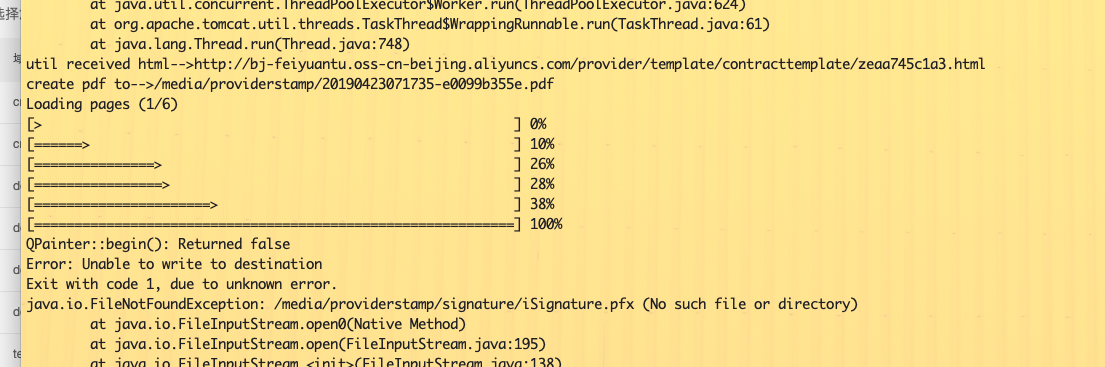 at java.util.concurrent.ThreadPoolExecutor$Worker.run(ThreadPoolExecutor.java:624)
at org.apache.tomcat.util.threads.TaskThread$WrappingRunnable.run(TaskThread.java:61)
at java.lang.Thread.run(Thread.java:748)
util received html-->http://bj-feiyuantu.oss-cn-beijing.aliyuncs.com/provider/template/contracttemplate/zeaa745c1a3.html
create pdf to-->/media/providerstamp/20190423071735-e0099b355e.pdf
Loading pages (1/6)
[> ] 0%
[======> ] 10%
[===============> ] 26%
[================> ] 28%
[======================> ] 38%
[============================================================] 100%
QPainter::begin(): Returned false
Error: Unable to write to destination
Exit with code 1, due to unknown error.
java.io.FileNotFoundException: /media/providerstamp/signature/iSignature.pfx (No such file or directory)
at java.io.FileInputStream.open0(Native Method)
at java.io.FileInputStream.open(FileInputStream.java:195)
at java.io.FileInputStream.<init>(FileInputStream.java:138)